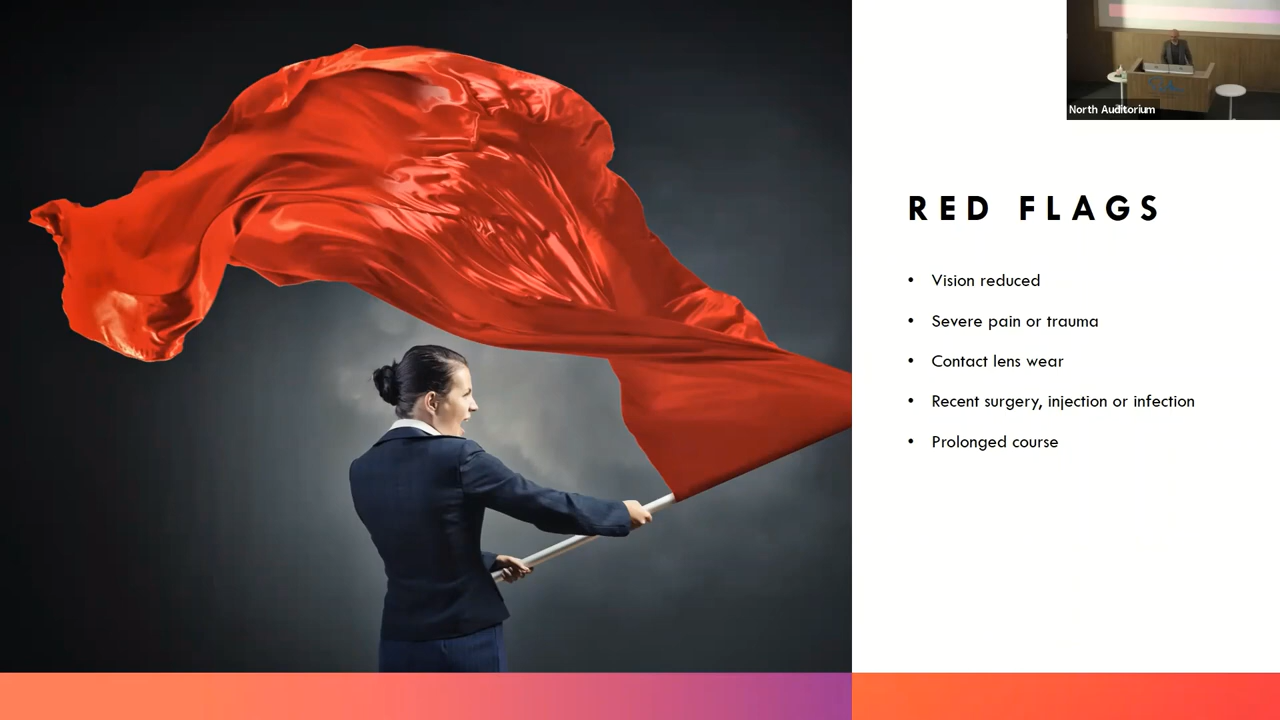 North Auditorium
RED FLAGS
• Vision reduced
• Severe pain or trauma
• Contact lens wear
• Recent surgery, injection or infection
• Prolonged course